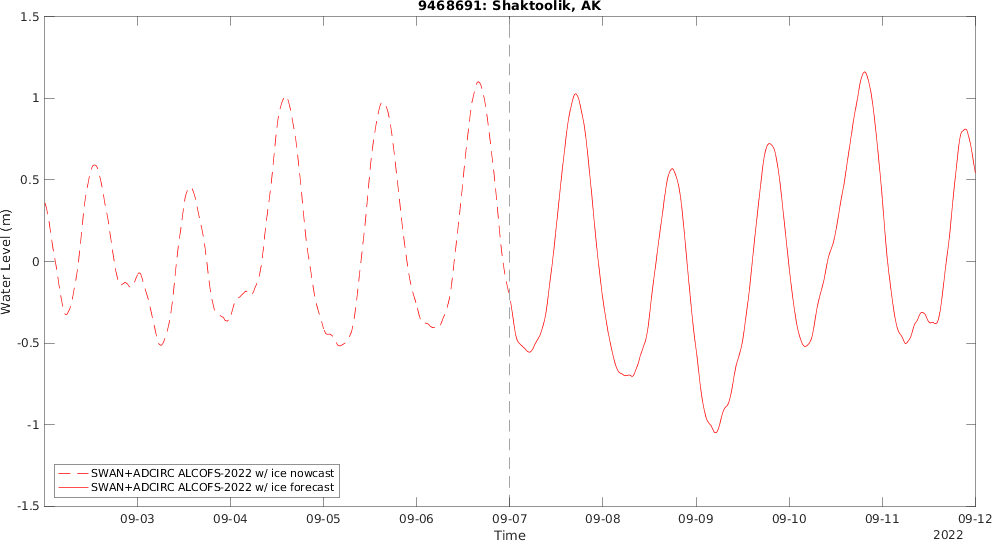 9468691: Shaktoolik, AK
1.5
1
0.5
0
-0.5
-1
-1.5
Water Level (m)
SWAN+ADCIRC ALCOFS-2022 w/ ice nowcast
SWAN+ADCIRC ALCOFS-2022 w/ ice forecast
09-03 09-04 09-05 09-06 09-07 09-08 09-09 09-10 09-11 09-12
Time
2022